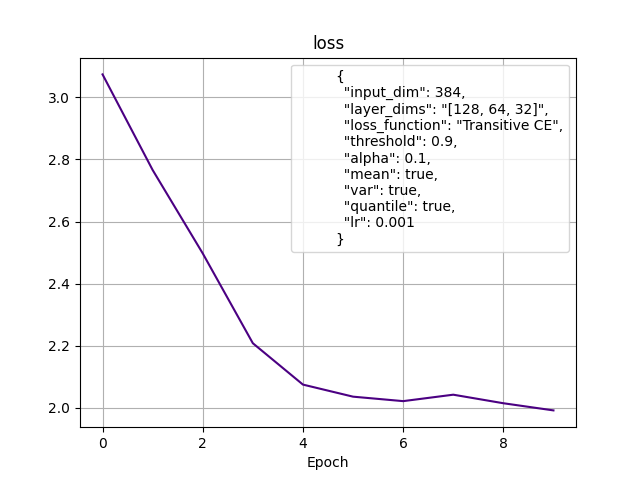 loss
{
"input_dim": 384,
"layer_dims": "[128, 64, 32]",
"loss_function": "Transitive CE",
"threshold": 0.9,
"alpha": 0.1,
"mean": true,
"var": true,
"quantile": true,
"lr": 0.001
}
3.0
2.8
2.6
2.4
2.2
2.0
0 2 4 6 8
Epoch